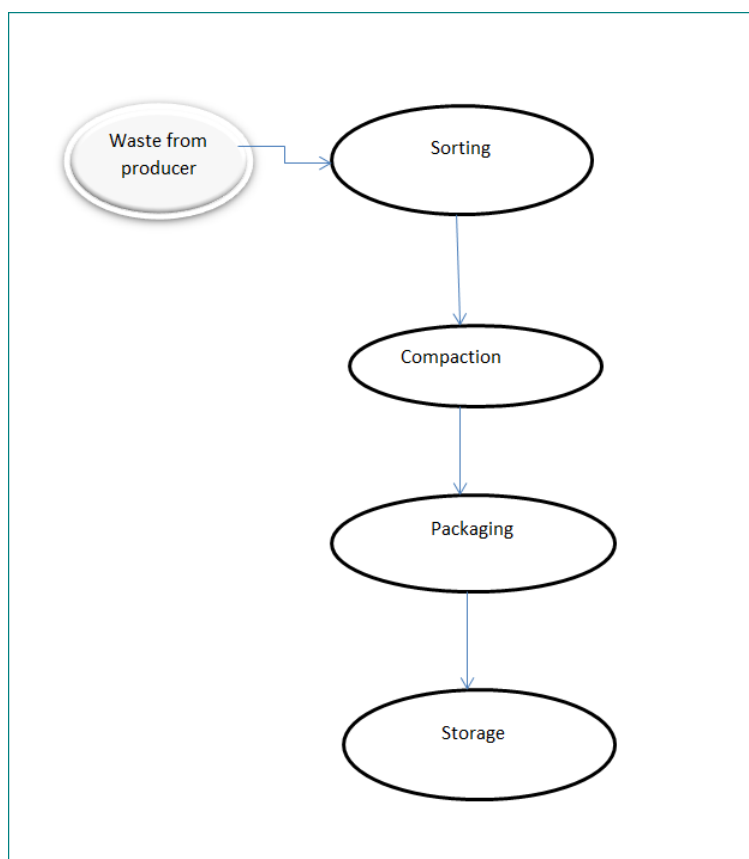 Waste from
producer
Sorting
Compaction
Packaging
Storage